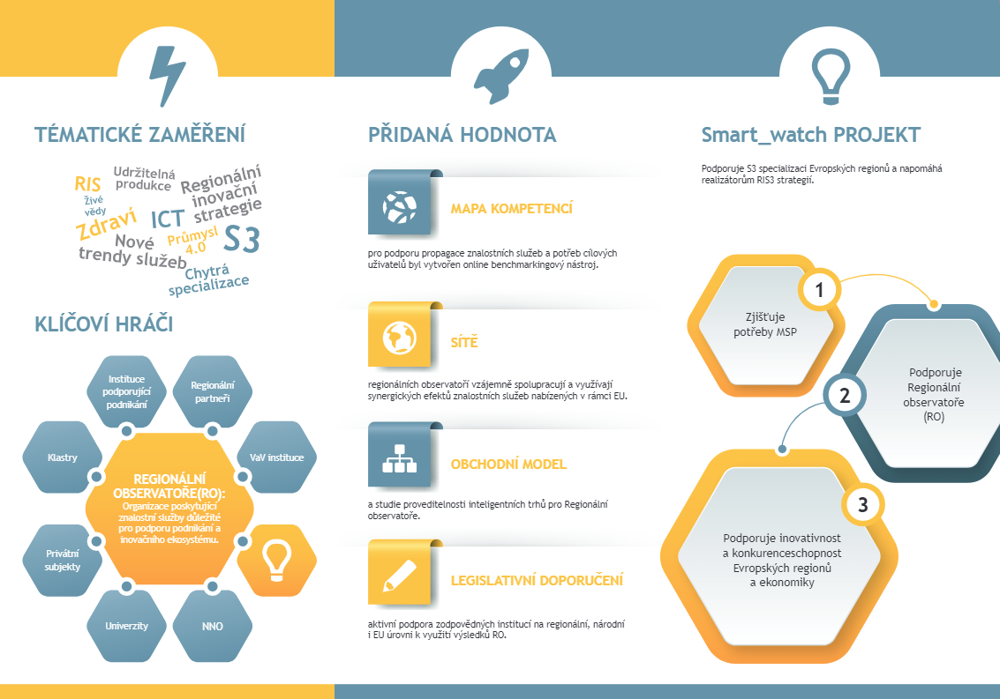 TÉMATICKÉ ZAMĚŘENÍ
RIS
Udržitelná
produkce
Regionální
inovační
strategie
Živé
vědy
Zdraví
ICT
Nové
trendy služeb
Průmysl
4.0
S3
Chytrá
specializace
KLÍČOVÍ HRÁČI
Instituce
podporující
podnikání
Regionální
partneři
Klastry
VaV instituce
REGIONÁLNÍ
OBSERVATOŘE(RO):
Organizace poskytující
znalostní služby důležité
pro podporu podnikání a
inovačního ekosystému.
Privátní
subjekty
Univerzity
NNO
PŘIDANÁ HODNOTA
MAPA KOMPETENCÍ
pro podporu propagace znalostních služeb a potřeb cílových
uživatelů byl vytvořen online benchmarkingový nástroj.
SÍTĚ
regionálních observatoří vzájemně spolupracují a využívají
synergických efektů znalostních služeb nabízených v rámci EU.
OBCHODNÍ MODEL
a studie proveditelnosti inteligentních trhů pro Regionální
observatoře.
LEGISLATIVNÍ DOPORUČENÍ
aktivní podpora zodpovědných institucí na regionální, národní
i EU úrovni k využití výsledků RO.
Smart_watch PROJEKT
Podporuje S3 specializaci Evropských regionů a napomáhá
realizátorům RIS3 strategií.
1
Zjišťuje
potřeby MSP
2
Podporuje
Regionální
observatoře
(RO)
3
Podporuje inovativnost
a konkurenceschopnost
Evropských regionů
a ekonomiky